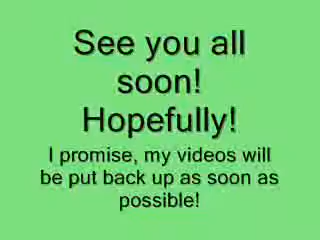 See you all
soon!
Hopefully!
I promise, my videos will
be put back up as soon as
possible!